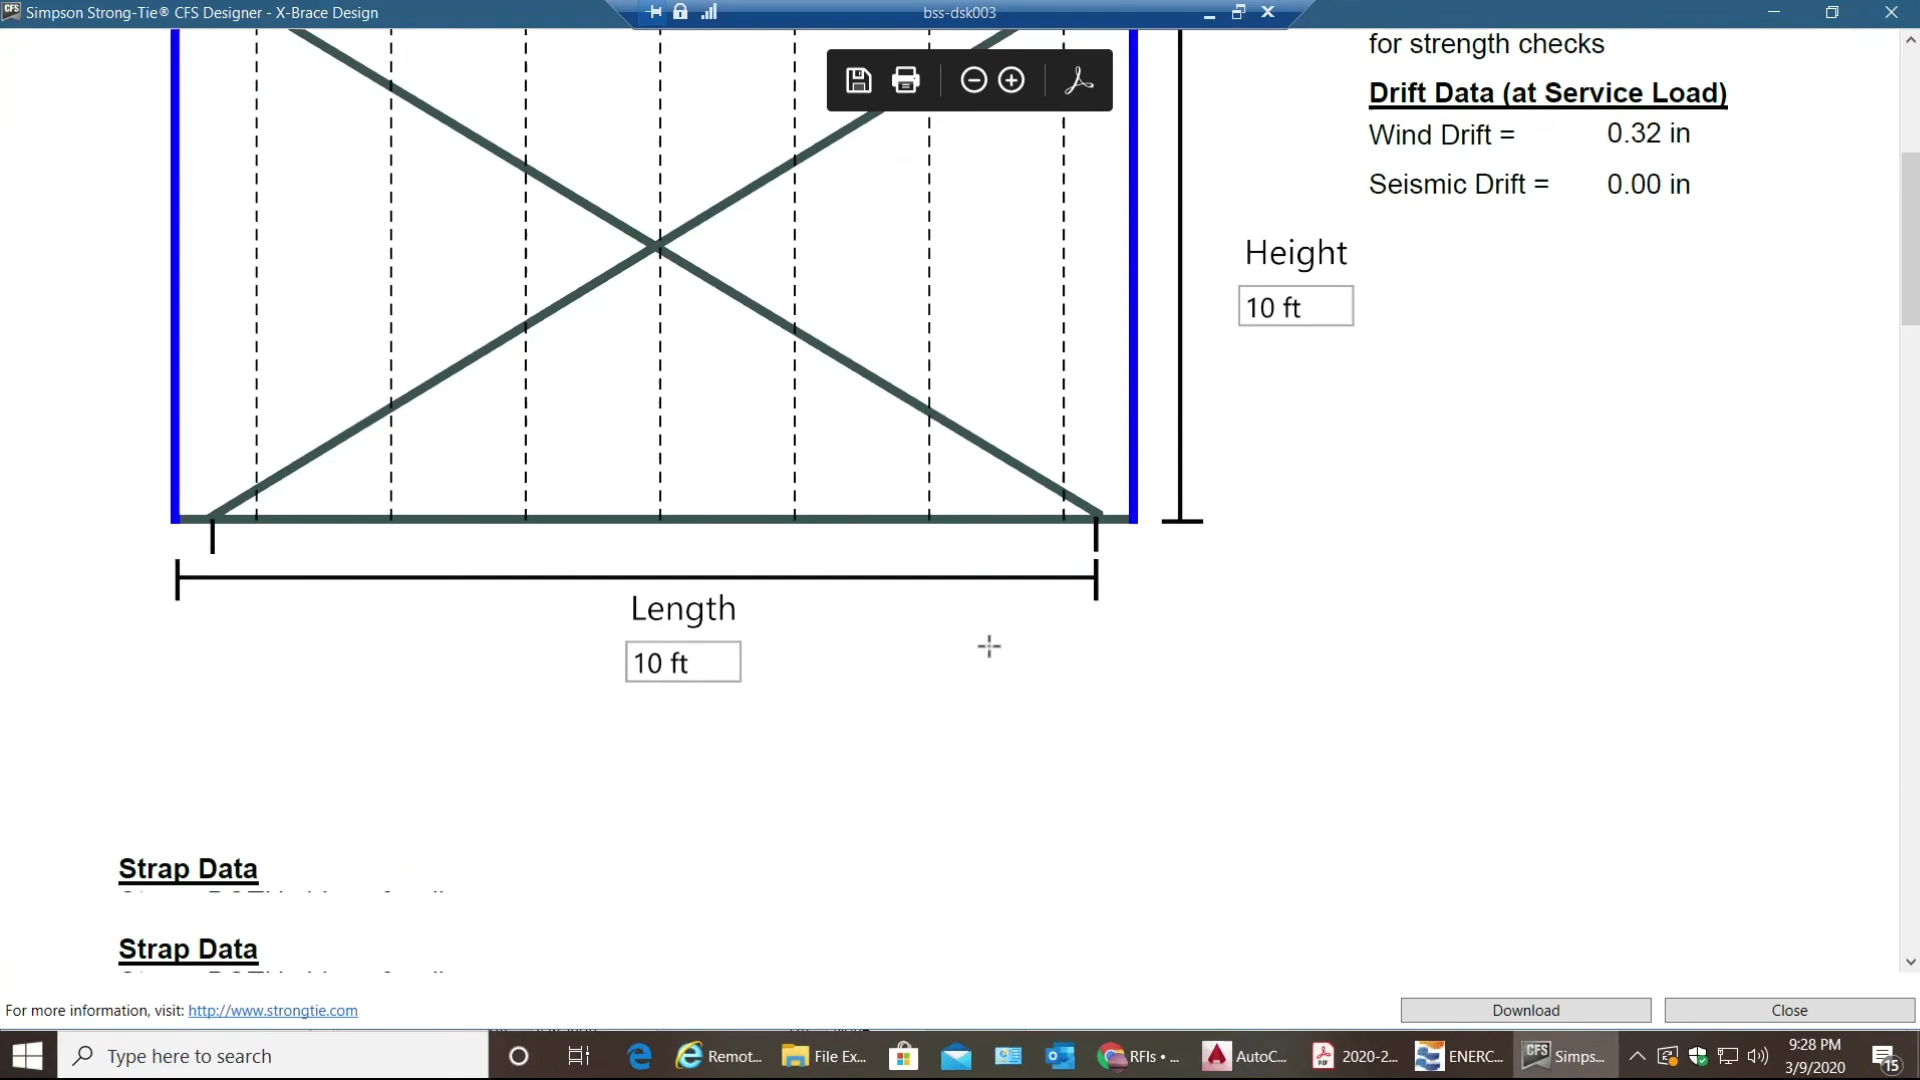 CFS Simpson Strong-Tie® CFS Designer - X-Brace Design
bss-dsk003
for strength checks
Drift Data (at Service Load)
Wind Drift = 0.32 in
Seismic Drift = 0.00 in
Height
10 ft
Length
10 ft
Strap Data
Strap Data
For more information, visit: http://www.strongtie.com
Download
Close
Type here to search
Remot...
File Ex...
RFIs • ...
AutoC...
2020-2...
ENERC...
CFS
Simps...
9:28 PM
3/9/2020
15